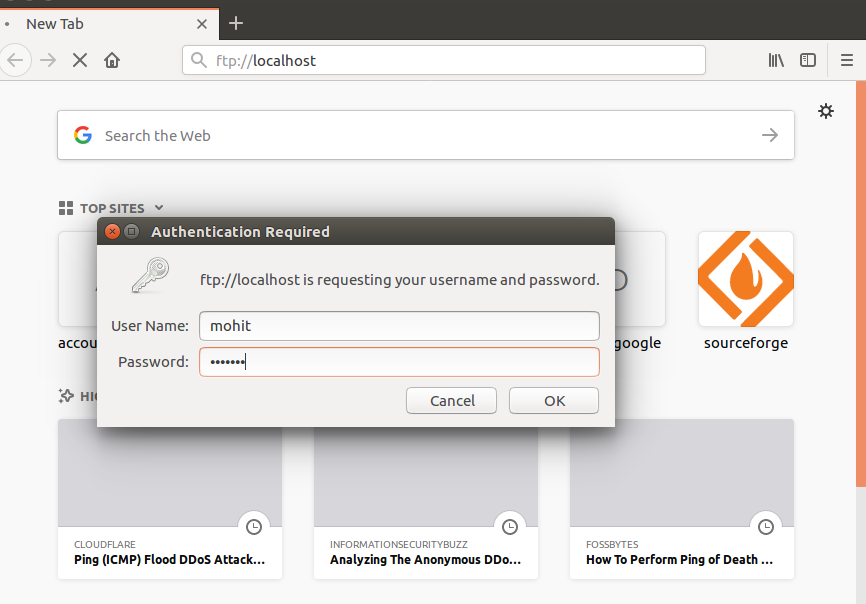 New Tab
ftp://localhost
Search the Web
TOP SITES
Authentication Required
ftp://localhost is requesting your username and password.
User Name: mohit
Password: •••••••
Cancel OK
accou
google
sourceforge
HI
CLOUDFLARE
Ping (ICMP) Flood DDoS Attack...
INFORMATIONSECURITYBUZZ
Analyzing The Anonymous DDo...
FOSSBYTES
How To Perform Ping of Death ...